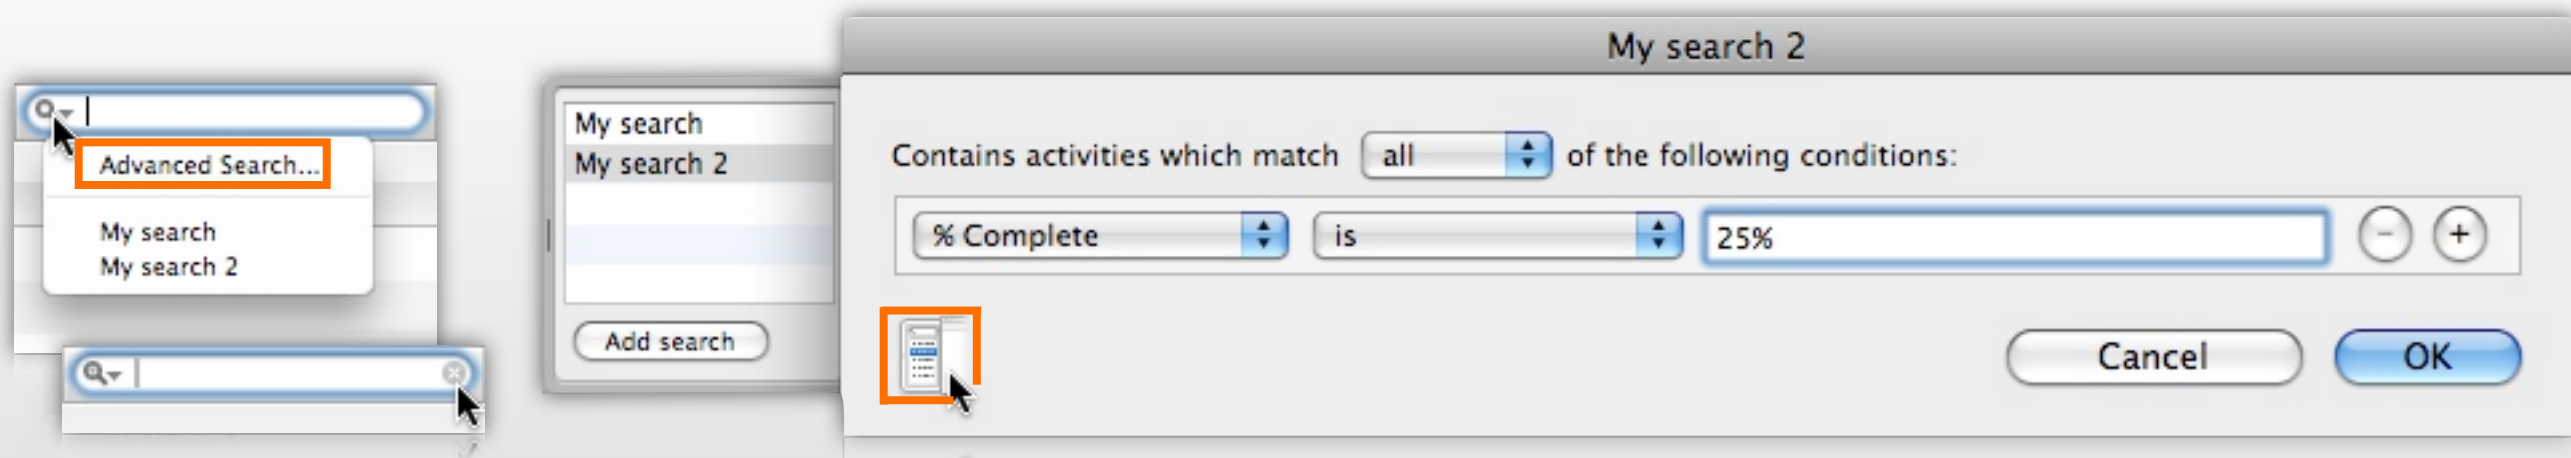 Advanced Search...
My search
My search 2
My search
My search 2
Add search
My search 2
Contains activities which match all of the following conditions:
% Complete is 25% − +
Cancel OK